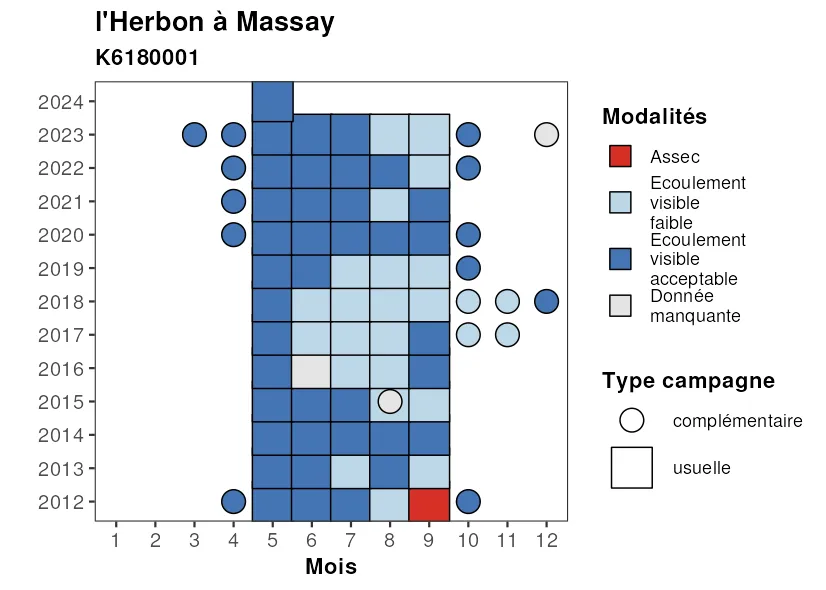 l'Herbon à Massay
K6180001
2024
2023
2022
2021
2020
2019
2018
2017
2016
2015
2014
2013
2012
1 2 3 4 5 6 7 8 9 10 11 12
Mois
Modalités
Assec
Ecoulement
visible
faible
Ecoulement
visible
acceptable
Donnée
manquante
Type campagne
complémentaire
usuelle